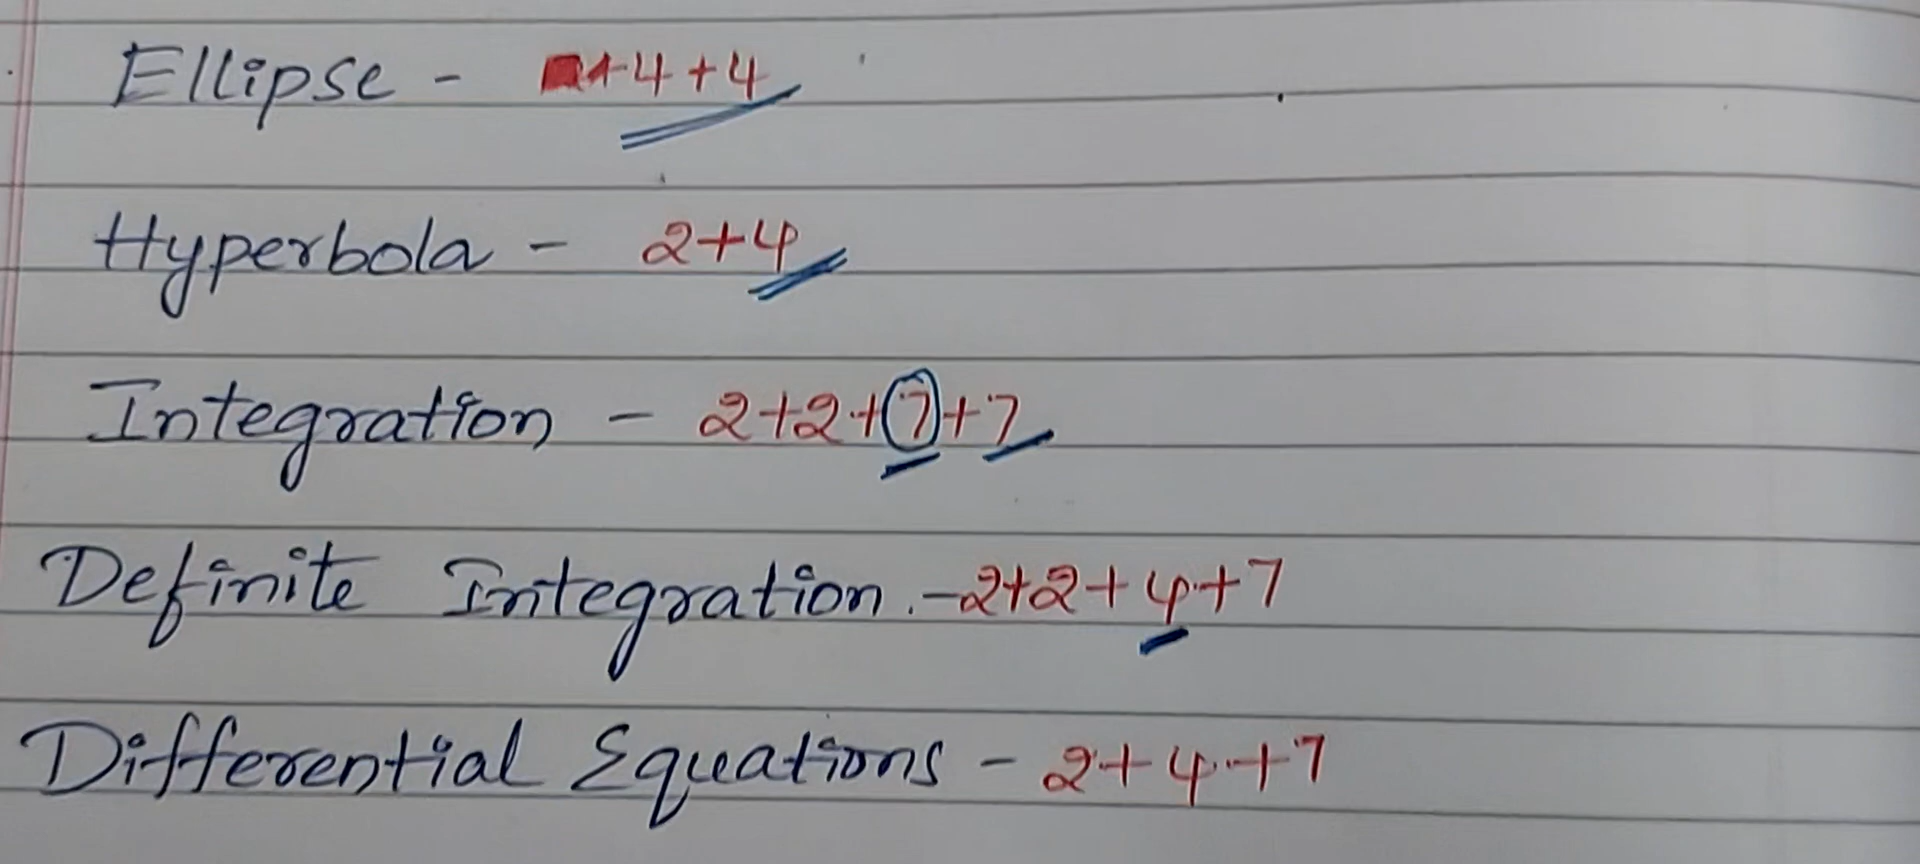 Ellipse - 4+4
Hyperbola - 2+4
Integration - 2+2+7+7
Definite Integration - 2+2+4+7
Differential Equations - 2+4+7